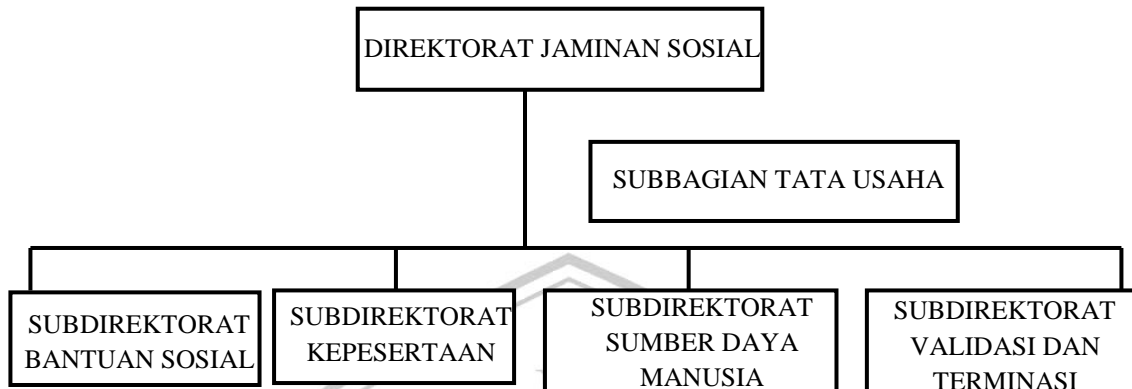 DIREKTORAT JAMINAN SOSIAL
SUBBAGIAN TATA USAHA
SUBDIREKTORAT
BANTUAN SOSIAL
SUBDIREKTORAT
KEPESERTAAN
SUBDIREKTORAT
SUMBER DAYA
MANUSIA
SUBDIREKTORAT
VALIDASI DAN
TERMINASI